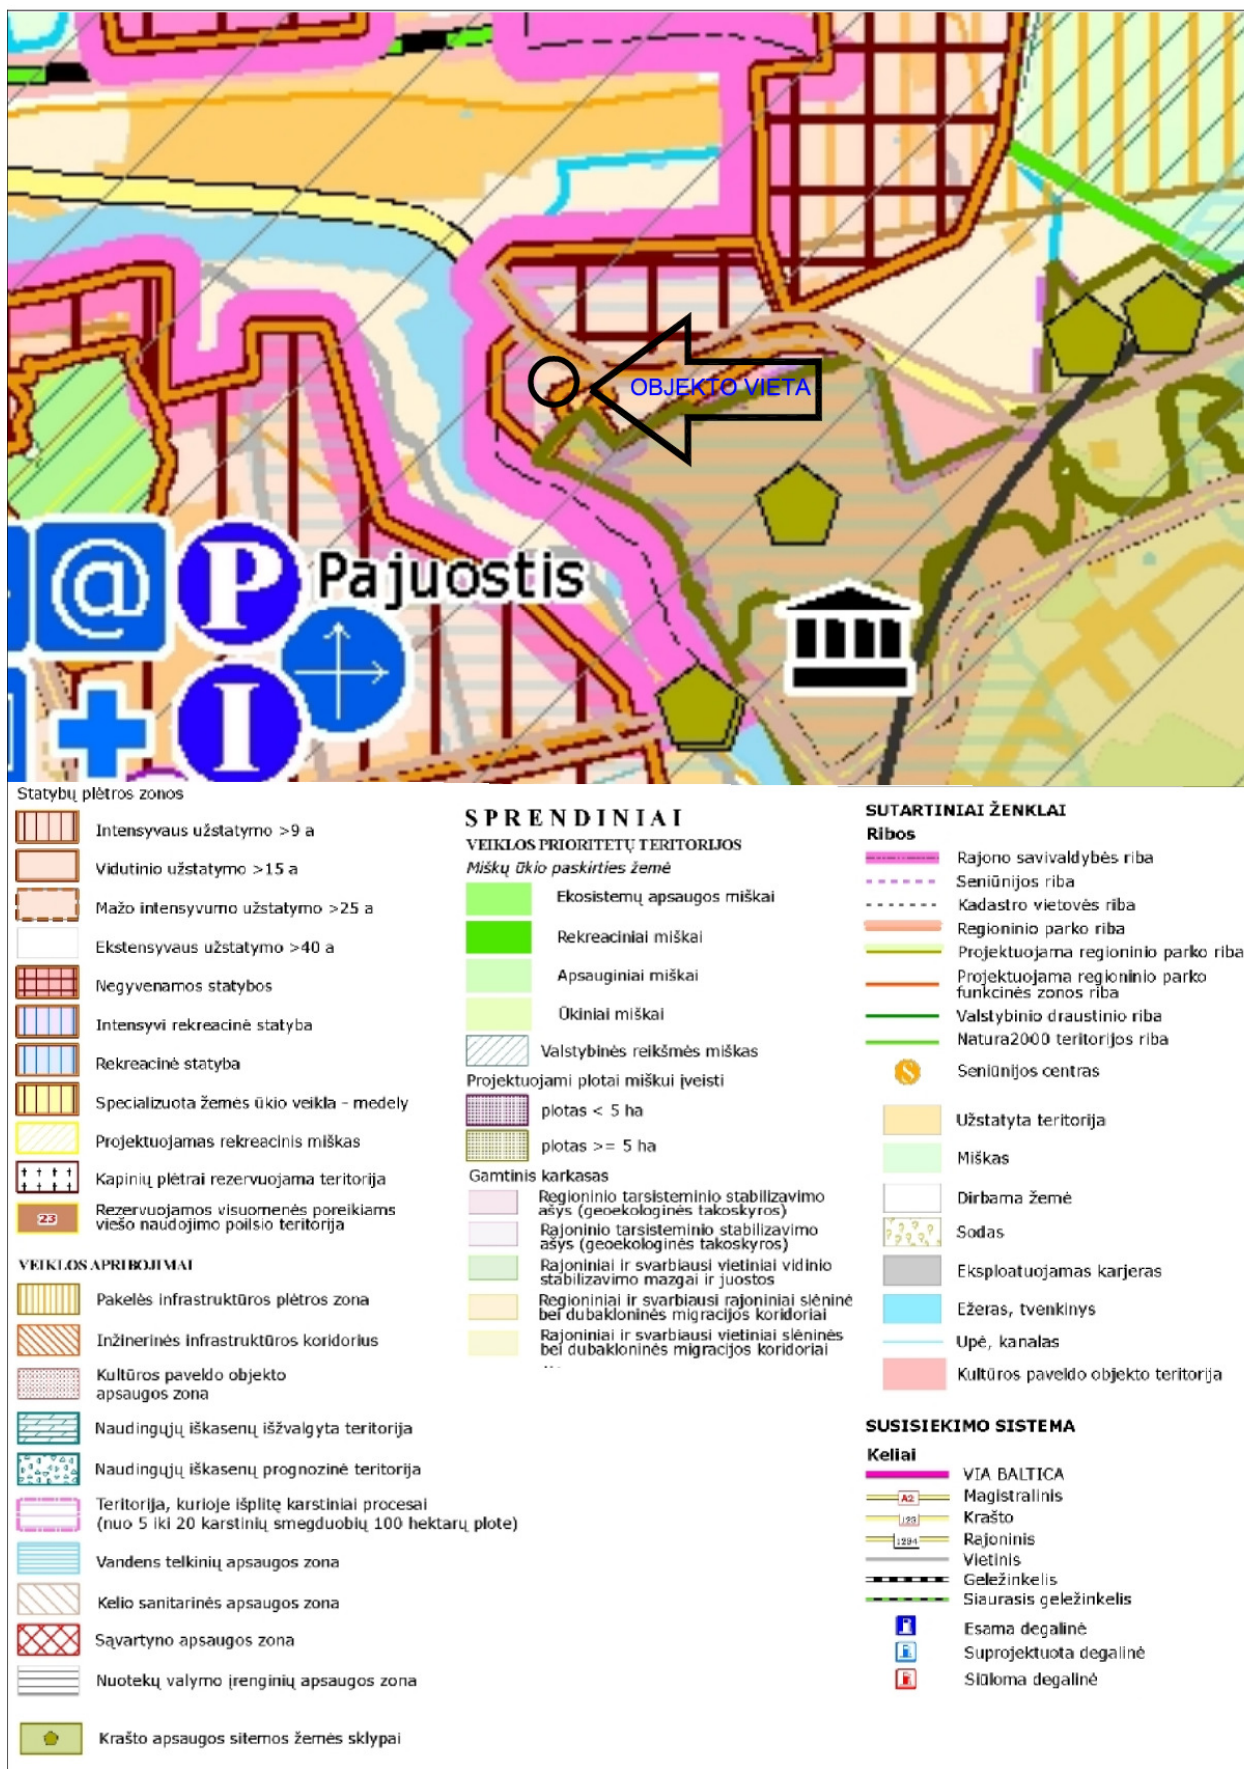 OBJEKTO VIETA
@
P
Pajuostis
I
Statybų plėtros zonos
Intensyvaus užstatymo >9 a
Vidutinio užstatymo >15 a
Mažo intensyvumo užstatymo >25 a
Ekstensyvaus užstatymo >40 a
Negyvenamos statybos
Intensyvi rekreacinė statyba
Rekreacinė statyba
Specializuota žemės ūkio veikla - medely
Projektuojamas rekreacinis miškas
Kapinių plėtrai rezervuojama teritorija
23
Rezervuojamos visuomenės poreikiams
viešo naudojimo poilsio teritorija
VEIKLOS APRIBOJIMAI
Pakelės infrastruktūros plėtros zona
Inžinerinės infrastruktūros koridorius
Kultūros paveldo objekto
apsaugos zona
Naudingųjų iškasenų išžvalgyta teritorija
Naudingųjų iškasenų prognozinė teritorija
Teritorija, kurioje išplitę karstiniai procesai
(nuo 5 iki 20 karstinių smegduobių 100 hektarų plote)
Vandens telkinių apsaugos zona
Kelio sanitarinės apsaugos zona
Sąvartyno apsaugos zona
Nuotekų valymo įrenginių apsaugos zona
Krašto apsaugos sitemos žemės sklypai
SPRENDINIAI
VEIKLOS PRIORITETŲ TERITORIJOS
Miškų ūkio paskirties žemė
Ekosistemų apsaugos miškai
Rekreaciniai miškai
Apsauginiai miškai
Ūkiniai miškai
Valstybinės reikšmės miškas
Projektuojami plotai miškui įveisti
plotas < 5 ha
plotas >= 5 ha
Gamtinis karkasas
Regioninio tarsisteminio stabilizavimo
ašys (geoekologinės takoskyros)
Rajoninio tarsisteminio stabilizavimo
ašys (geoekologinės takoskyros)
Rajoniniai ir svarbiausi vietiniai vidinio
stabilizavimo mazgai ir juostos
Regioniniai ir svarbiausi rajoniniai slėninė
bei dubakloninės migracijos koridoriai
Rajoniniai ir svarbiausi vietiniai slėninės
bei dubakloninės migracijos koridoriai
SUTARTINIAI ŽENKLAI
Ribos
Rajono savivaldybės riba
Seniūnijos riba
Kadastro vietovės riba
Regioninio parko riba
Projektuojama regioninio parko riba
Projektuojama regioninio parko
funkcinės zonos riba
Valstybinio draustinio riba
Natura2000 teritorijos riba
S
Seniūnijos centras
Užstatyta teritorija
Miškas
Dirbama žemė
Sodas
Eksploatuojamas karjeras
Ežeras, tvenkinys
Upė, kanalas
Kultūros paveldo objekto teritorija
SUSISIEKIMO SISTEMA
Keliai
VIA BALTICA
A2 Magistralinis
123 Krašto
1294 Rajoninis
Vietinis
Geležinkelis
Siaurasis geležinkelis
Esama degalinė
Suprojektuota degalinė
Siūloma degalinė